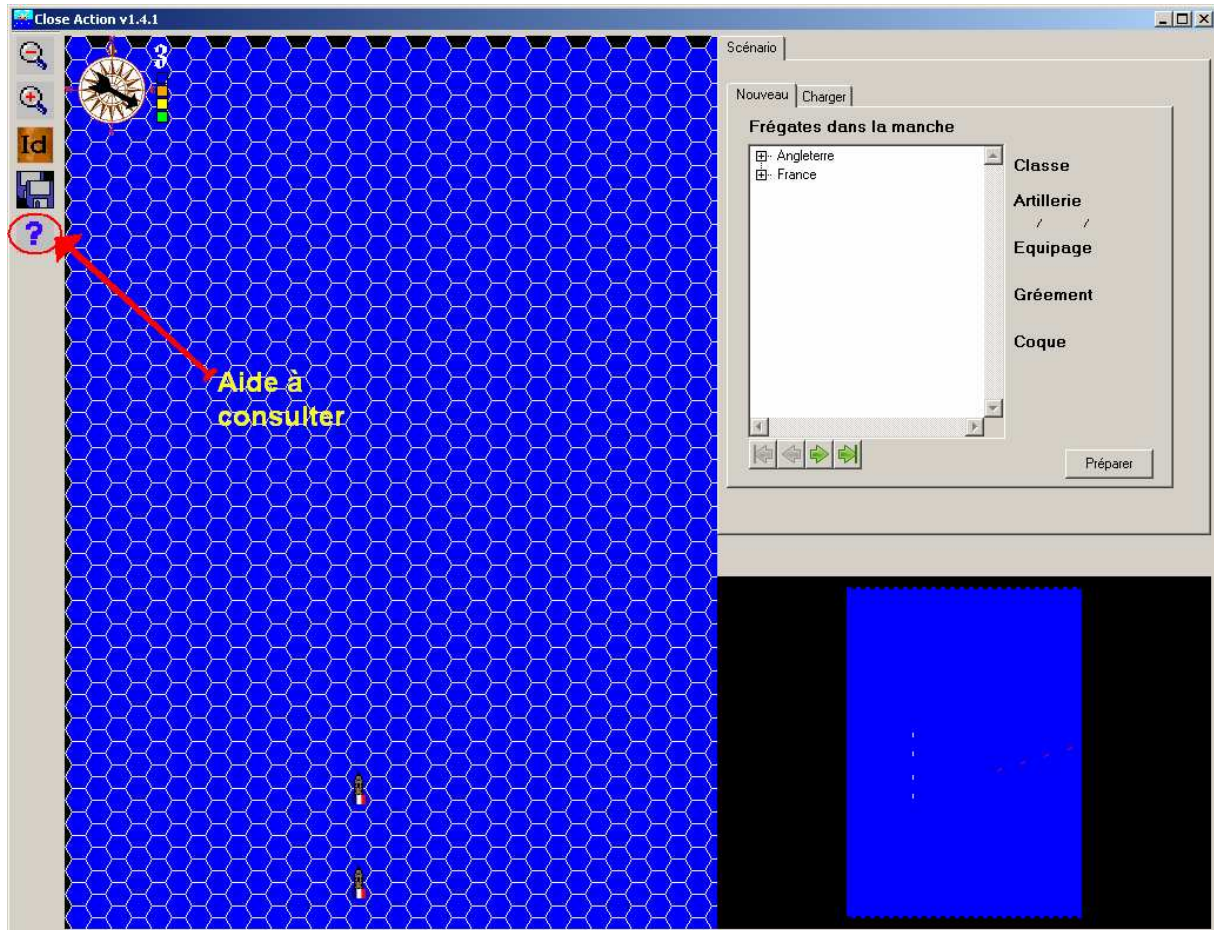 Close Action v1.4.1
3
Id
?
Aide à
consulter
Scénario
Nouveau
Charger
Frégates dans la manche
Angleterre
France
Classe
Artillerie
/ /
Equipage
Gréement
Coque
Préparer